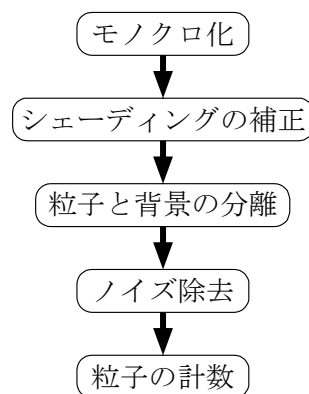 モノクロ化
シェーディングの補正
粒子と背景の分離
ノイズ除去
粒子の計数